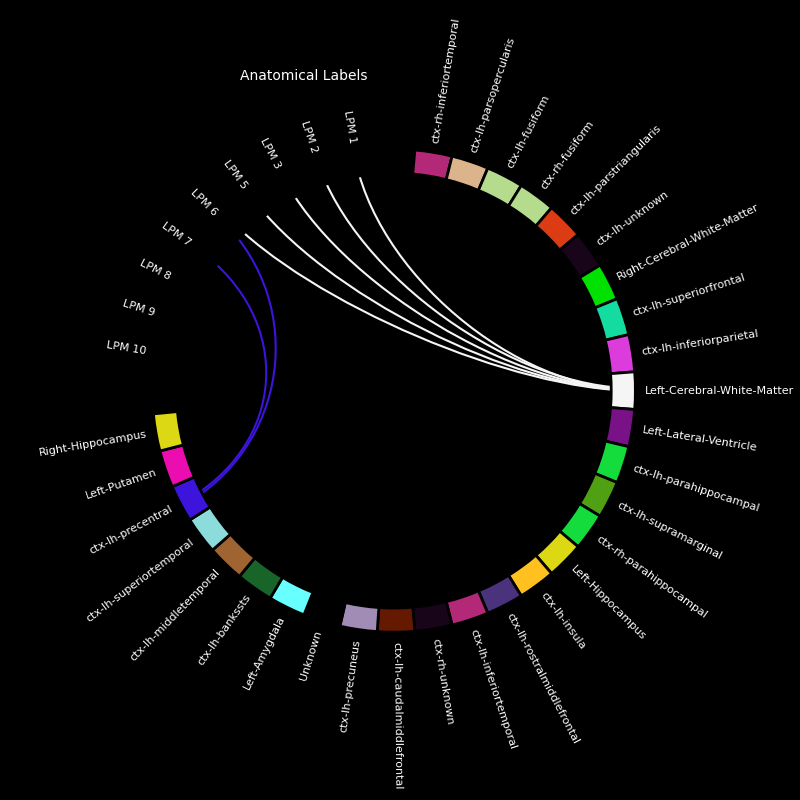 Anatomical Labels
ctx-rh-inferiortemporal
ctx-lh-parsopercularis
ctx-lh-fusiform
ctx-rh-fusiform
ctx-lh-parstriangularis
ctx-lh-unknown
Right-Cerebral-White-Matter
ctx-lh-superiorfrontal
ctx-lh-inferiorparietal
Left-Cerebral-White-Matter
Left-Lateral-Ventricle
ctx-lh-parahippocampal
ctx-lh-supramarginal
ctx-rh-parahippocampal
Left-Hippocampus
ctx-lh-insula
ctx-lh-rostralmiddlefrontal
ctx-lh-inferiortemporal
ctx-rh-unknown
ctx-lh-caudalmiddlefrontal
ctx-lh-precuneus
Unknown
Left-Amygdala
ctx-lh-bankssts
ctx-lh-middletemporal
ctx-lh-superiortemporal
ctx-lh-precentral
Left-Putamen
Right-Hippocampus
LPM 10
LPM 9
LPM 8
LPM 7
LPM 6
LPM 5
LPM 3
LPM 2
LPM 1